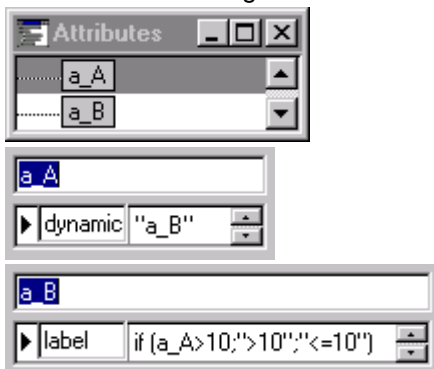 Attributes
a_A
a_B
a_A
dynamic "a_B"
a_B
label if (a_A>10;">10";"<=10")